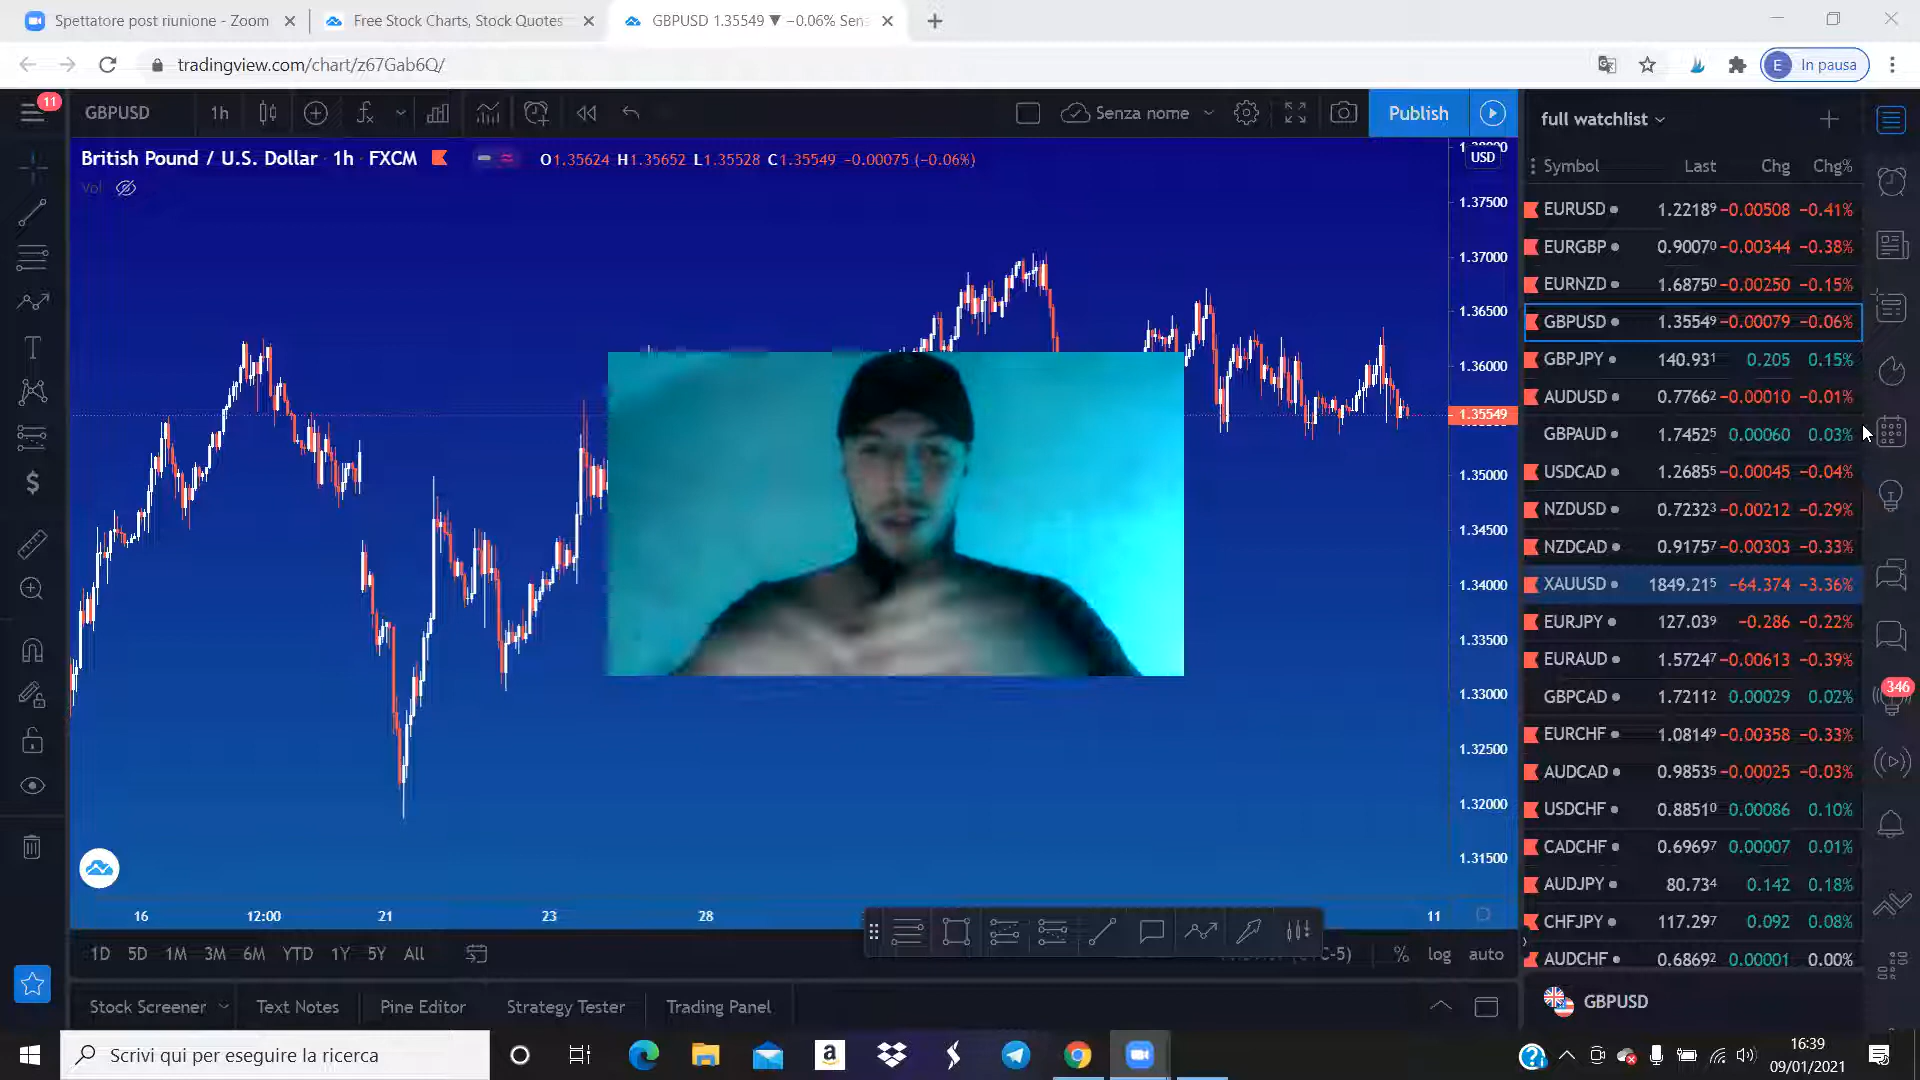 Spettatore post riunione - Zoom
Free Stock Charts, Stock Quotes
GBPUSD 1.35549 ▼ −0.06% Sen
tradingview.com/chart/z67Gab6Q/
E In pausa
11
GBPUSD
1h
Senza nome
Publish
full watchlist
British Pound / U.S. Dollar 1h · FXCM
O1.35624 H1.35652 L1.35528 C1.35549 −0.00075 (−0.06%)
Vol
USD
1.38000
1.37500
1.37000
1.36500
1.36000
1.35549
1.35000
1.34500
1.34000
1.33500
1.33000
1.32500
1.32000
1.31500
16
12:00
21
23
28
11
Symbol Last Chg Chg%
EURUSD 1.22189 −0.00508 −0.41%
EURGBP 0.90070 −0.00344 −0.38%
EURNZD 1.68750 −0.00250 −0.15%
GBPUSD 1.35549 −0.00079 −0.06%
GBPJPY 140.931 0.205 0.15%
AUDUSD 0.77662 −0.00010 −0.01%
GBPAUD 1.74525 0.00060 0.03%
USDCAD 1.26855 −0.00045 −0.04%
NZDUSD 0.72323 −0.00212 −0.29%
NZDCAD 0.91757 −0.00303 −0.33%
XAUUSD 1849.215 −64.374 −3.36%
EURJPY 127.039 −0.286 −0.22%
EURAUD 1.57247 −0.00613 −0.39%
GBPCAD 1.72112 0.00029 0.02%
EURCHF 1.08149 −0.00358 −0.33%
AUDCAD 0.98535 −0.00025 −0.03%
USDCHF 0.88510 0.00086 0.10%
CADCHF 0.69697 0.00007 0.01%
AUDJPY 80.734 0.142 0.18%
CHFJPY 117.297 0.092 0.08%
AUDCHF 0.68692 0.00001 0.00%
346
GBPUSD
1D 5D 1M 3M 6M YTD 1Y 5Y All
% log auto
Stock Screener
Text Notes
Pine Editor
Strategy Tester
Trading Panel
Scrivi qui per eseguire la ricerca
16:39
09/01/2021